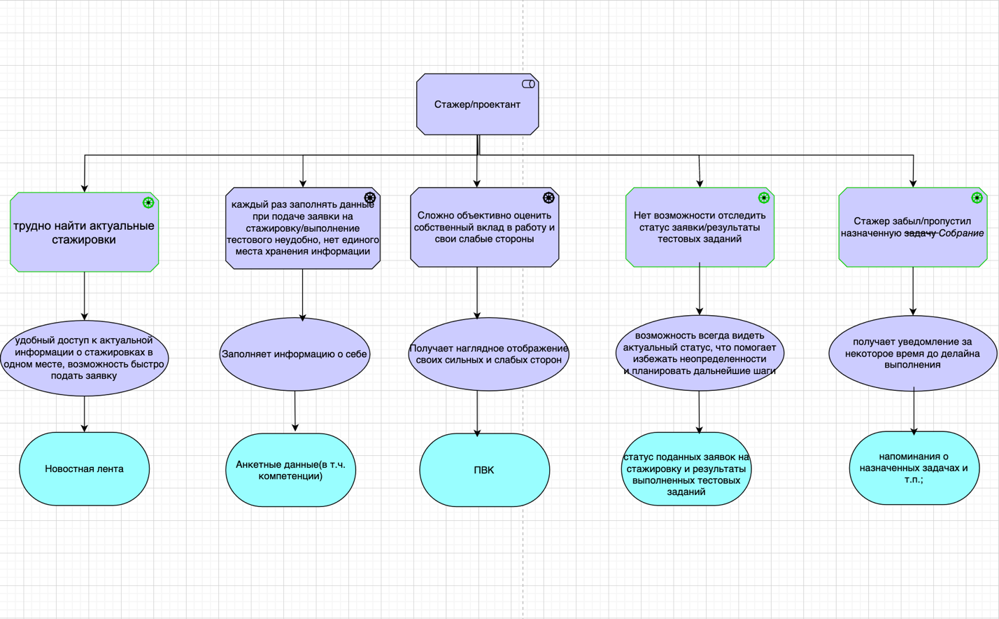 Стажер/проектант
трудно найти актуальные
стажировки
каждый раз заполнять данные
при подаче заявки на
стажировку/выполнение
тестового неудобно, нет единого
места хранения информации
Сложно объективно оценить
собственный вклад в работу и
свои слабые стороны
Нет возможности отследить
статус заявки/результаты
тестовых заданий
Стажер забыл/пропустил
назначенную задачу Собрание
удобный доступ к актуальной
информации о стажировках в
одном месте, возможность быстро
подать заявку
Заполняет информацию о себе
Получает наглядное отображение
своих сильных и слабых сторон
возможность всегда видеть
актуальный статус, что помогает
избежать неопределенности
и планировать дальнейшие шаги
получает уведомление за
некоторое время до делайна
выполнения
Новостная лента
Анкетные данные(в т.ч.
компетенции)
ПВК
статус поданных заявок на
стажировку и результаты
выполненных тестовых
заданий
напоминания о
назначенных задачах и
т.п.;